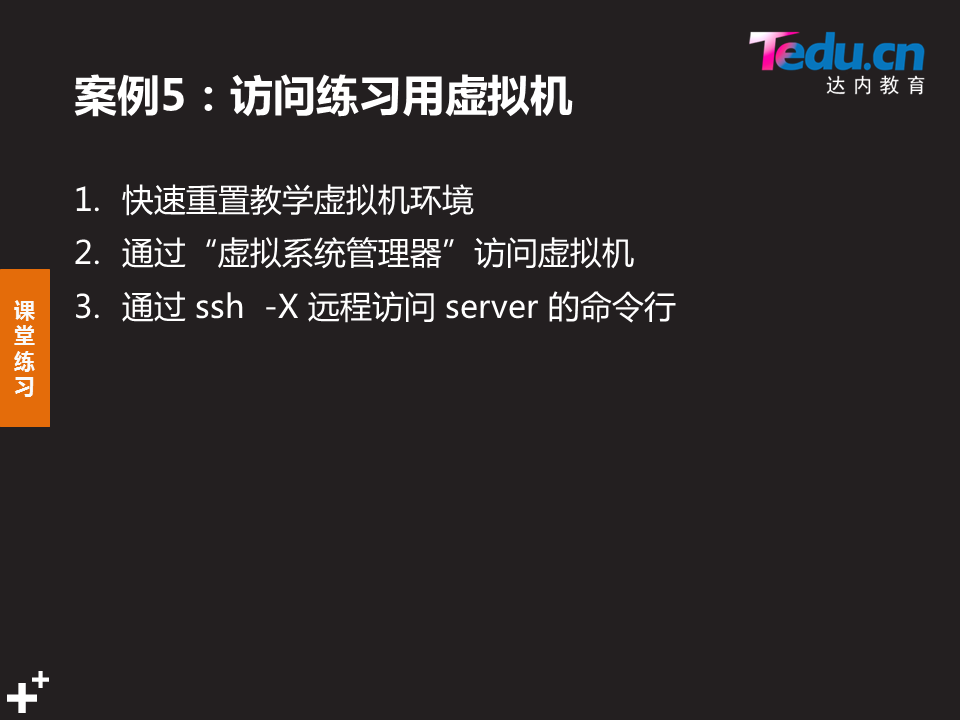 Tedu.cn
达内教育
案例5：访问练习用虚拟机
1. 快速重置教学虚拟机环境
2. 通过“虚拟系统管理器”访问虚拟机
3. 通过 ssh -X 远程访问 server 的命令行
课堂练习